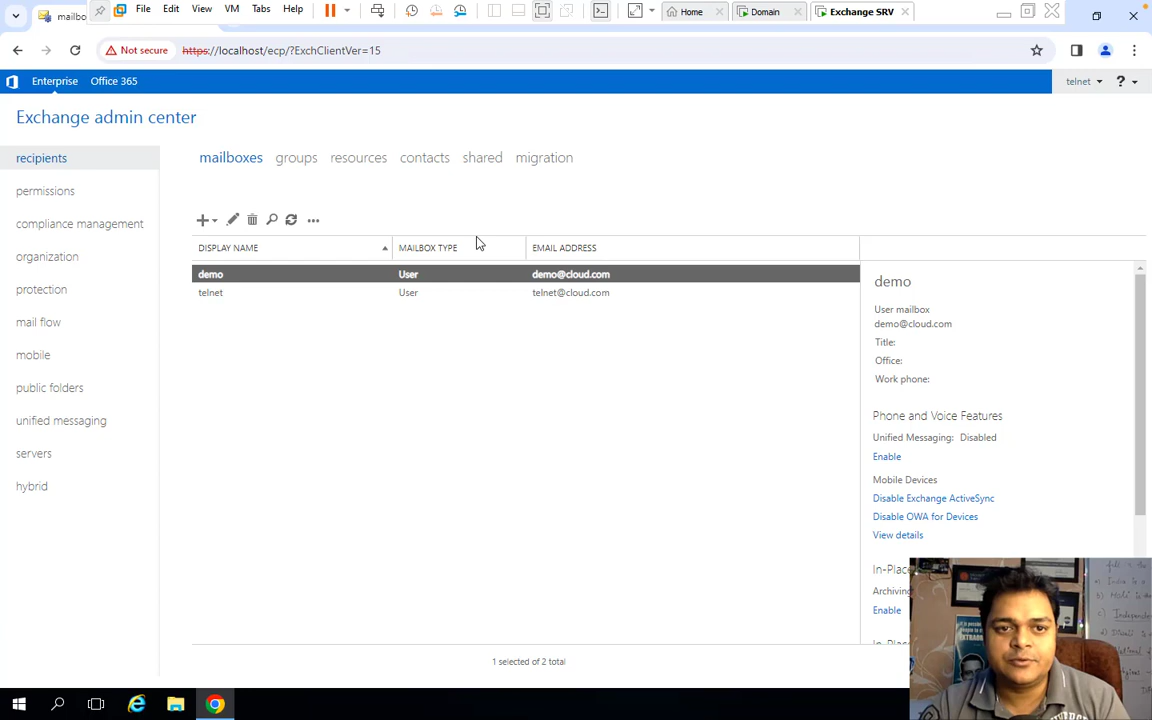 File Edit View VM Tabs Help
Home Domain Exchange SRV
mailbo
Not secure https://localhost/ecp/?ExchClientVer=15
Enterprise Office 365 telnet ?
Exchange admin center
recipients
permissions
compliance management
organization
protection
mail flow
mobile
public folders
unified messaging
servers
hybrid
mailboxes groups resources contacts shared migration
DISPLAY NAME MAILBOX TYPE EMAIL ADDRESS
demo User demo@cloud.com
telnet User telnet@cloud.com
1 selected of 2 total
demo
User mailbox
demo@cloud.com
Title:
Office:
Work phone:
Phone and Voice Features
Unified Messaging: Disabled
Enable
Mobile Devices
Disable Exchange ActiveSync
Disable OWA for Devices
View details
In-Place
Archiving
Enable